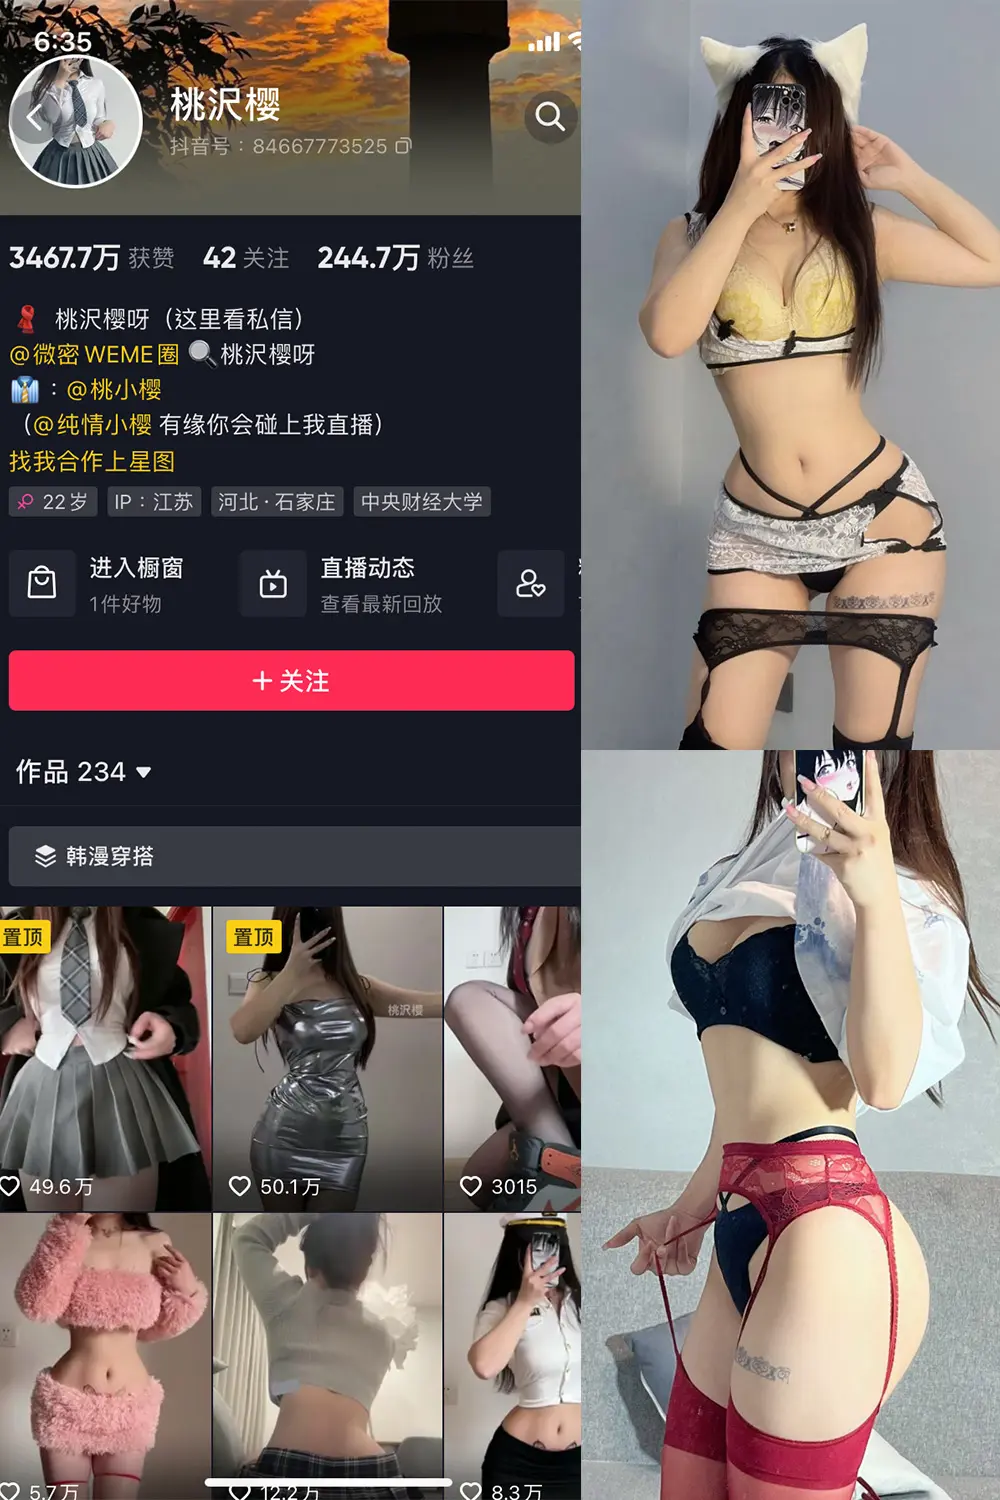 6:35
桃沢樱
抖音号：84667773525
3467.7万 获赞 42 关注 244.7万 粉丝
桃沢樱呀（这里看私信）
@微密 WEME圈 🔍桃沢樱呀
👔：@桃小樱
（@纯情小樱 有缘你会碰上我直播）
找我合作上星图
22岁 IP：江苏 河北·石家庄 中央财经大学
进入橱窗
1件好物
直播动态
查看最新回放
+ 关注
作品 234
韩漫穿搭
置顶
置顶
桃沢樱
49.6万
50.1万
3015
5.7万
12.2万
8.3万